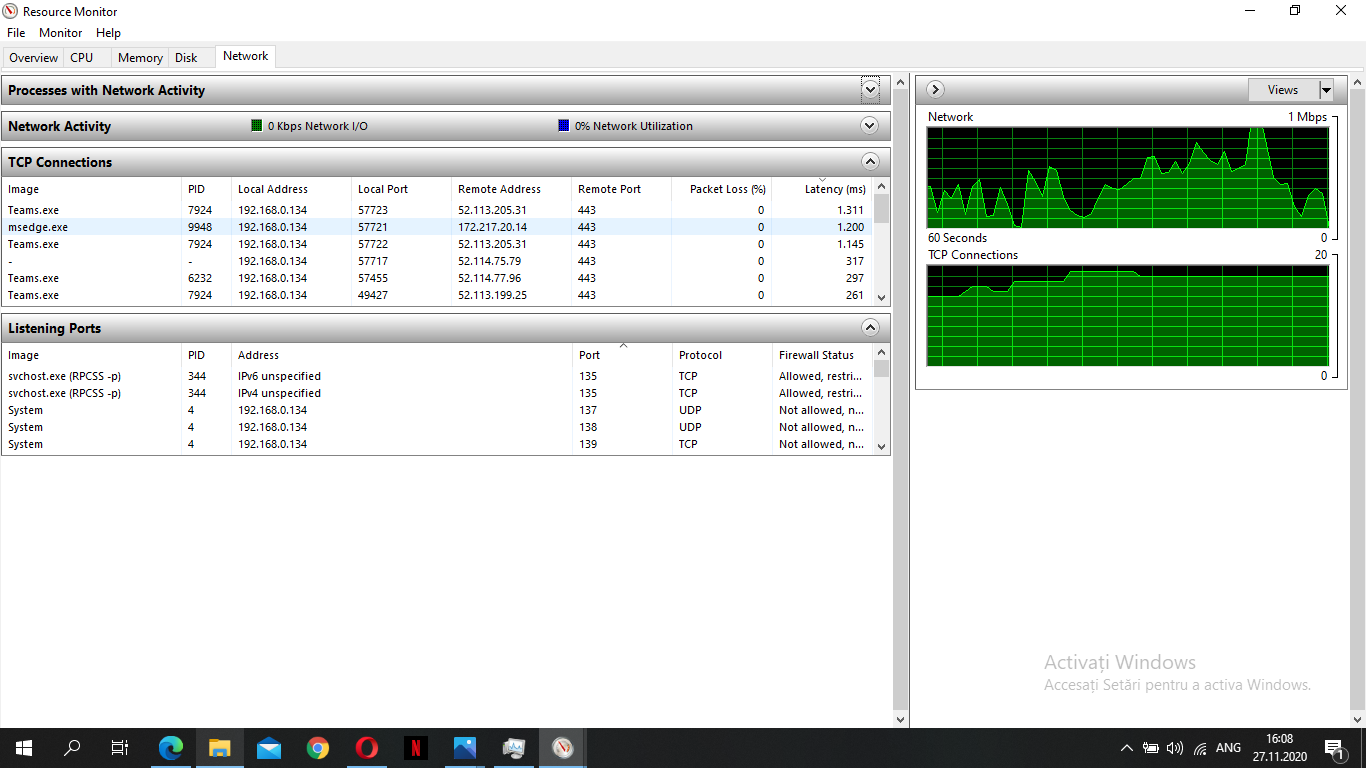 Resource Monitor
File Monitor Help
Overview CPU Memory Disk Network
Processes with Network Activity
Network Activity 0 Kbps Network I/O 0% Network Utilization
TCP Connections
Image PID Local Address Local Port Remote Address Remote Port Packet Loss (%) Latency (ms)
Teams.exe 7924 192.168.0.134 57723 52.113.205.31 443 0 1.311
msedge.exe 9948 192.168.0.134 57721 172.217.20.14 443 0 1.200
Teams.exe 7924 192.168.0.134 57722 52.113.205.31 443 0 1.145
- - 192.168.0.134 57717 52.114.75.79 443 0 317
Teams.exe 6232 192.168.0.134 57455 52.114.77.96 443 0 297
Teams.exe 7924 192.168.0.134 49427 52.113.199.25 443 0 261
Listening Ports
Image PID Address Port Protocol Firewall Status
svchost.exe (RPCSS -p) 344 IPv6 unspecified 135 TCP Allowed, restri...
svchost.exe (RPCSS -p) 344 IPv4 unspecified 135 TCP Allowed, restri...
System 4 192.168.0.134 137 UDP Not allowed, n...
System 4 192.168.0.134 138 UDP Not allowed, n...
System 4 192.168.0.134 139 TCP Not allowed, n...
Views
Network 1 Mbps
60 Seconds 0
TCP Connections 20
0
Activați Windows
Accesați Setări pentru a activa Windows.
N
ANG
16:08
27.11.2020
1